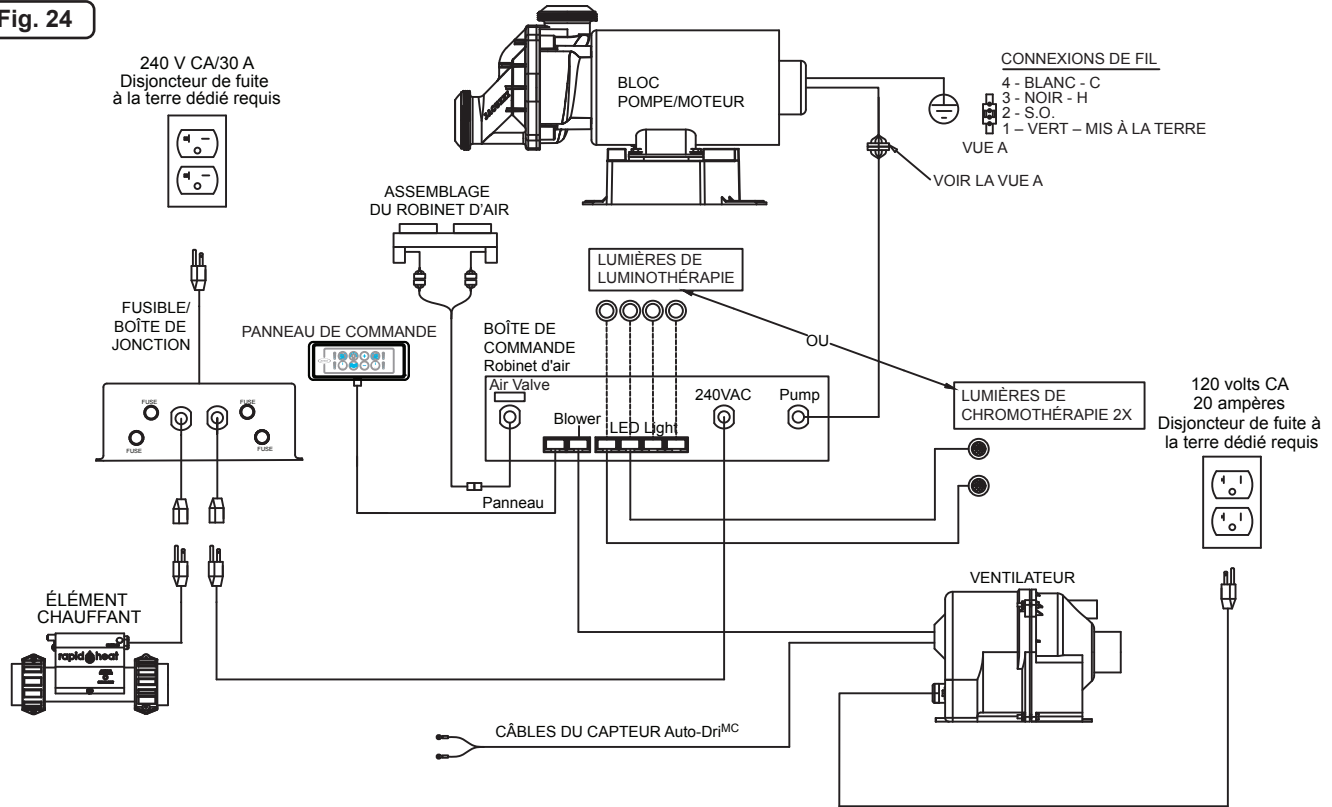 Fig. 24
240 V CA/30 A
Disjoncteur de fuite
à la terre dédié requis
BLOC
POMPE/MOTEUR
CONNEXIONS DE FIL
4 - BLANC - C
3 - NOIR - H
2 - S.O.
1 – VERT – MIS À LA TERRE
VUE A
VOIR LA VUE A
ASSEMBLAGE
DU ROBINET D'AIR
LUMIÈRES DE
LUMINOTHÉRAPIE
FUSIBLE/
BOÎTE DE
JONCTION
PANNEAU DE COMMANDE
BOÎTE DE
COMMANDE
Robinet d'air
Air Valve
Blower
LED Light
240VAC
Pump
Panneau
OU
LUMIÈRES DE
CHROMOTHÉRAPIE 2X
120 volts CA
20 ampères
Disjoncteur de fuite à
la terre dédié requis
FUSE
FUSE
FUSE
FUSE
ÉLÉMENT
CHAUFFANT
rapid heat
VENTILATEUR
CÂBLES DU CAPTEUR Auto-DriMC